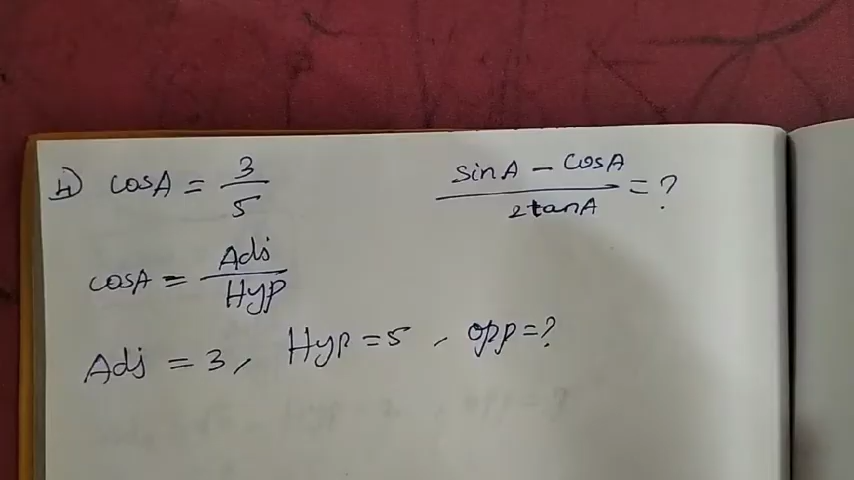 4) cosA = 3/5    sinA - cosA / 2tanA = ?
cosA = Adj / Hyp
Adj = 3, Hyp = 5, opp = ?